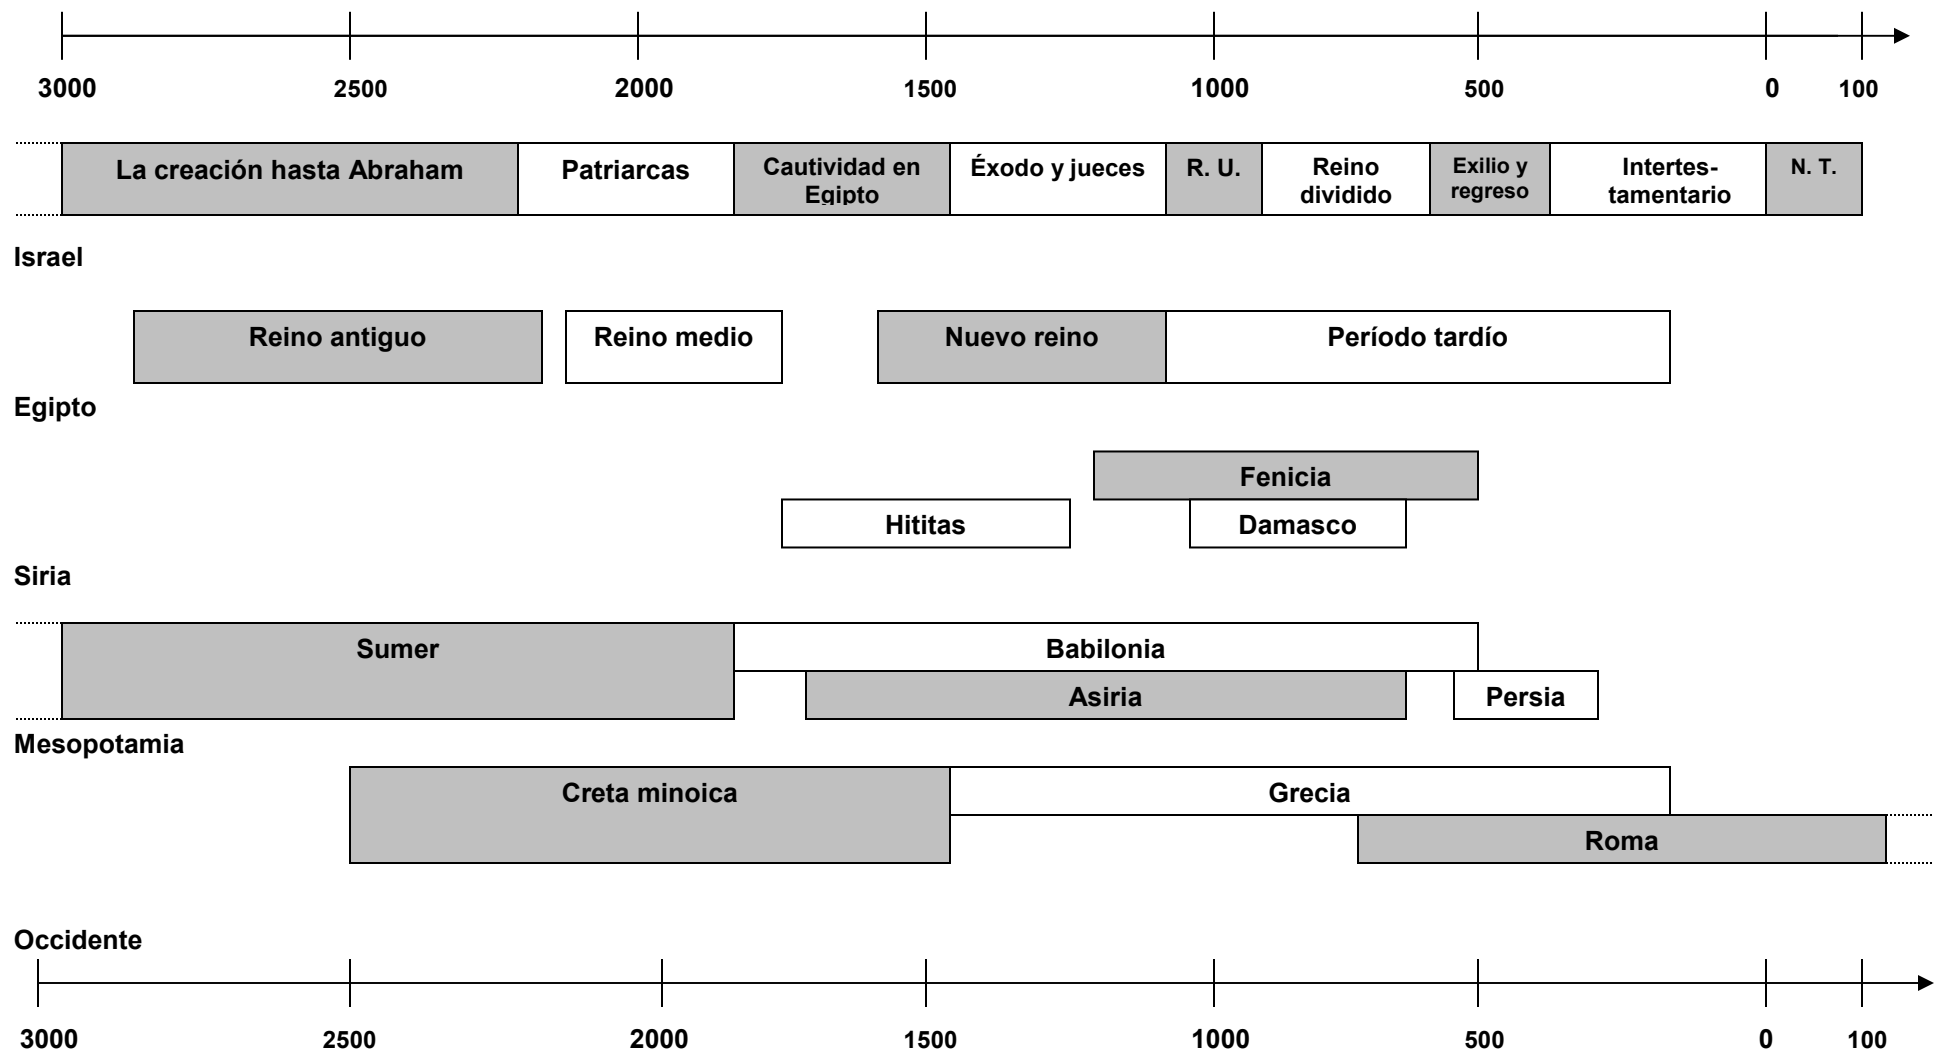 3000 2500 2000 1500 1000 500 0 100
La creación hasta Abraham
Patriarcas
Cautividad en
Egipto
Éxodo y jueces
R. U.
Reino
dividido
Exilio y
regreso
Intertes-
tamentario
N. T.
Israel
Reino antiguo
Reino medio
Nuevo reino
Período tardío
Egipto
Fenicia
Hititas
Damasco
Siria
Sumer
Babilonia
Asiria
Persia
Mesopotamia
Creta minoica
Grecia
Roma
Occidente
3000 2500 2000 1500 1000 500 0 100